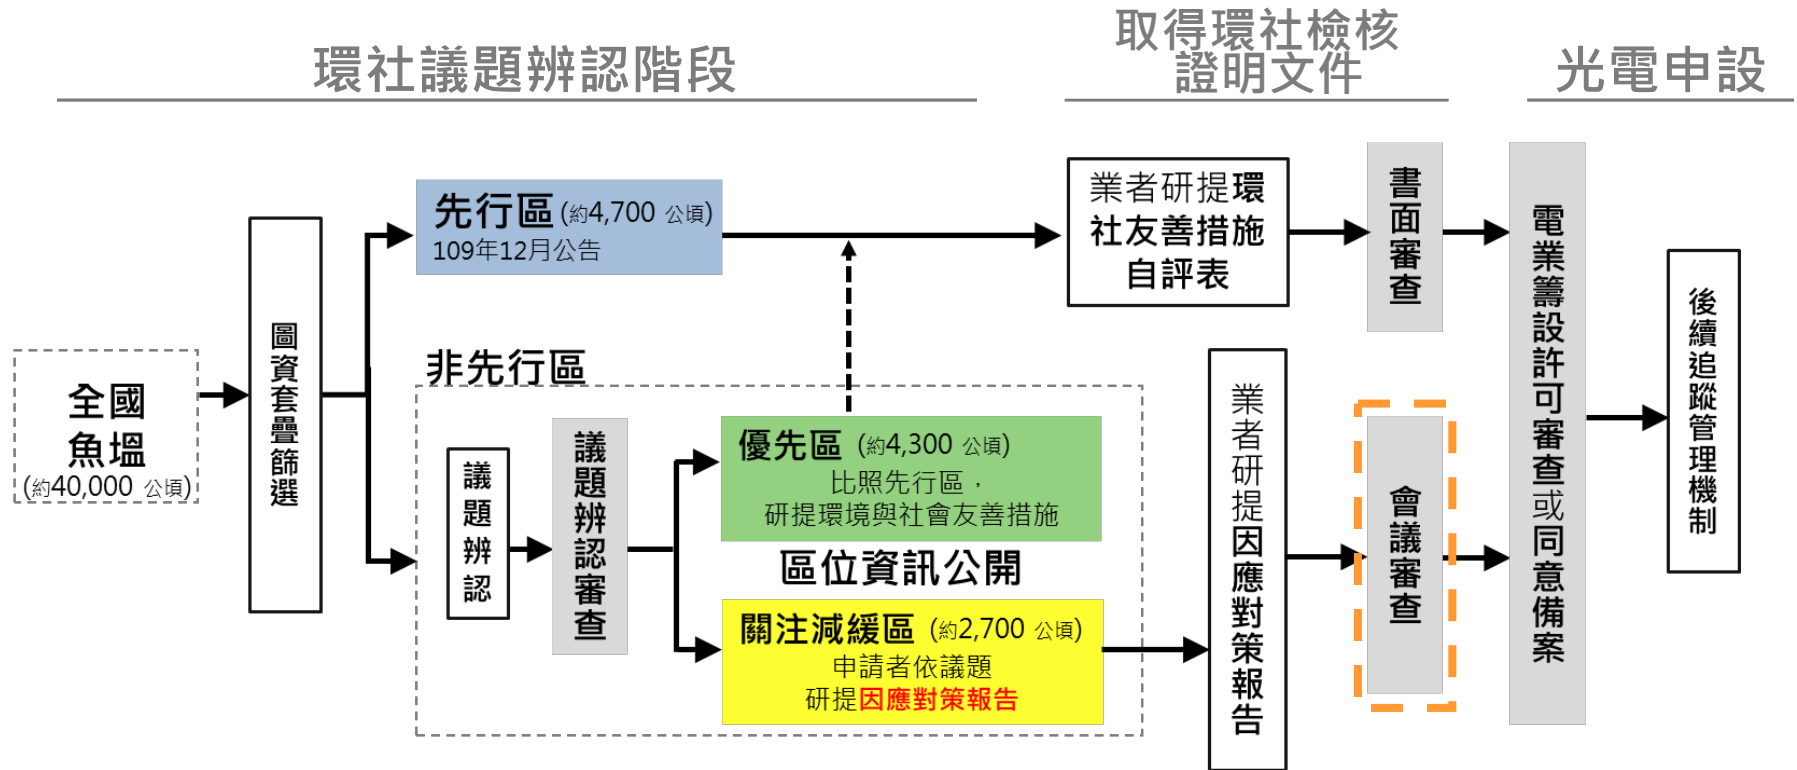 環社議題辨認階段
取得環社檢核
證明文件
光電申設
全國
魚塭
(約40,000 公頃)
圖資套疊篩選
先行區(約4,700 公頃)
109年12月公告
非先行區
議題辨認
議題辨認審查
優先區 (約4,300 公頃)
比照先行區，
研提環境與社會友善措施
區位資訊公開
關注減緩區 (約2,700 公頃)
申請者依議題
研提因應對策報告
業者研提環
社友善措施
自評表
書面審查
業者研提因應對策報告
會議審查
電業籌設許可審查或同意備案
後續追蹤管理機制